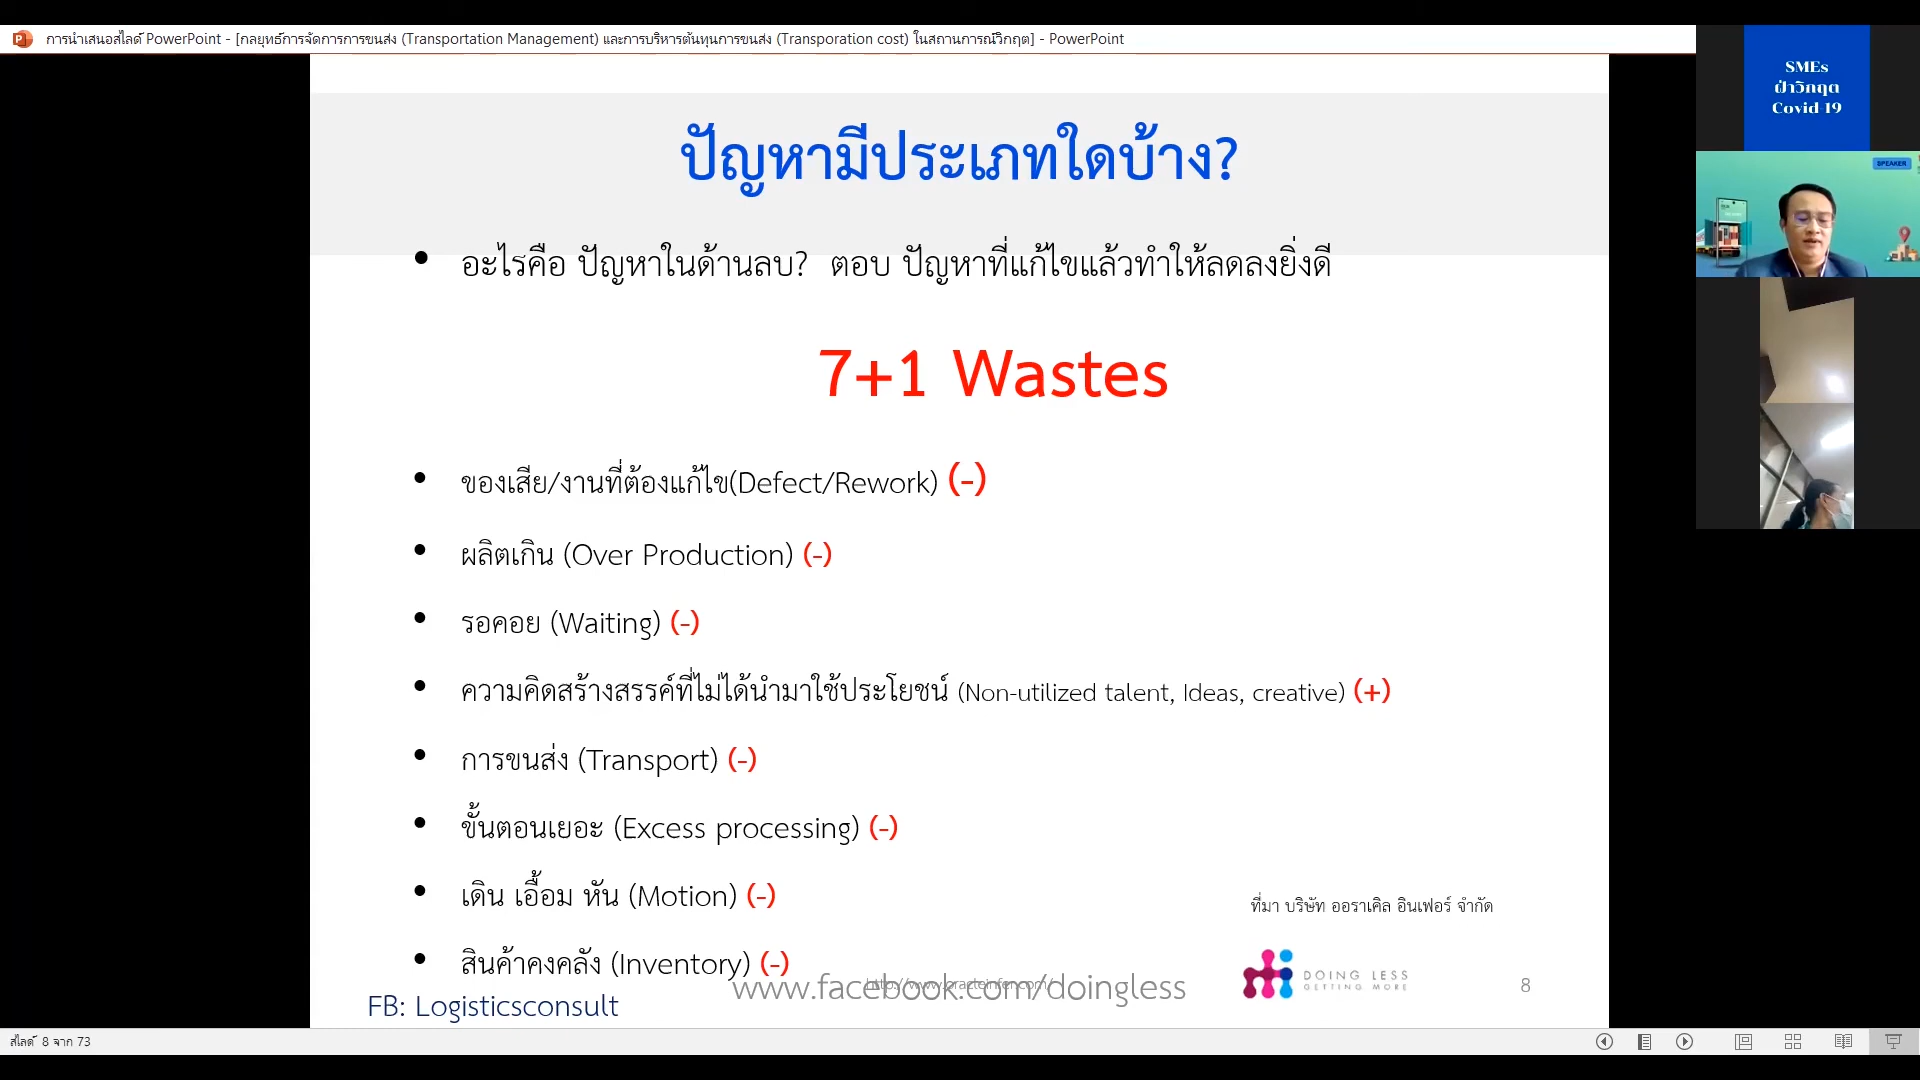 การนำเสนอสไลด์ PowerPoint - [กลยุทธ์การจัดการการขนส่ง (Transportation Management) และการบริหารต้นทุนการขนส่ง (Transporation cost) ในสถานการณ์วิกฤต] - PowerPoint
SMEs
ฝ่าวิกฤต
Covid-19
SPEAKER
ปัญหามีประเภทใดบ้าง?
• อะไรคือ ปัญหาในด้านลบ? ตอบ ปัญหาที่แก้ไขแล้วทำให้ลดลงยิ่งดี
7+1 Wastes
• ของเสีย/งานที่ต้องแก้ไข(Defect/Rework) (-)
• ผลิตเกิน (Over Production) (-)
• รอคอย (Waiting) (-)
• ความคิดสร้างสรรค์ที่ไม่ได้นำมาใช้ประโยชน์ (Non-utilized talent, Ideas, creative) (+)
• การขนส่ง (Transport) (-)
• ขั้นตอนเยอะ (Excess processing) (-)
• เดิน เอื้อม หัน (Motion) (-)
• สินค้าคงคลัง (Inventory) (-)
ที่มา บริษัท ออราเคิล อินเฟอร์ จำกัด
www.facebook.com/doingless
DOING LESS
GETTING MORE
8
FB: Logisticsconsult
สไลด์ 8 จาก 73